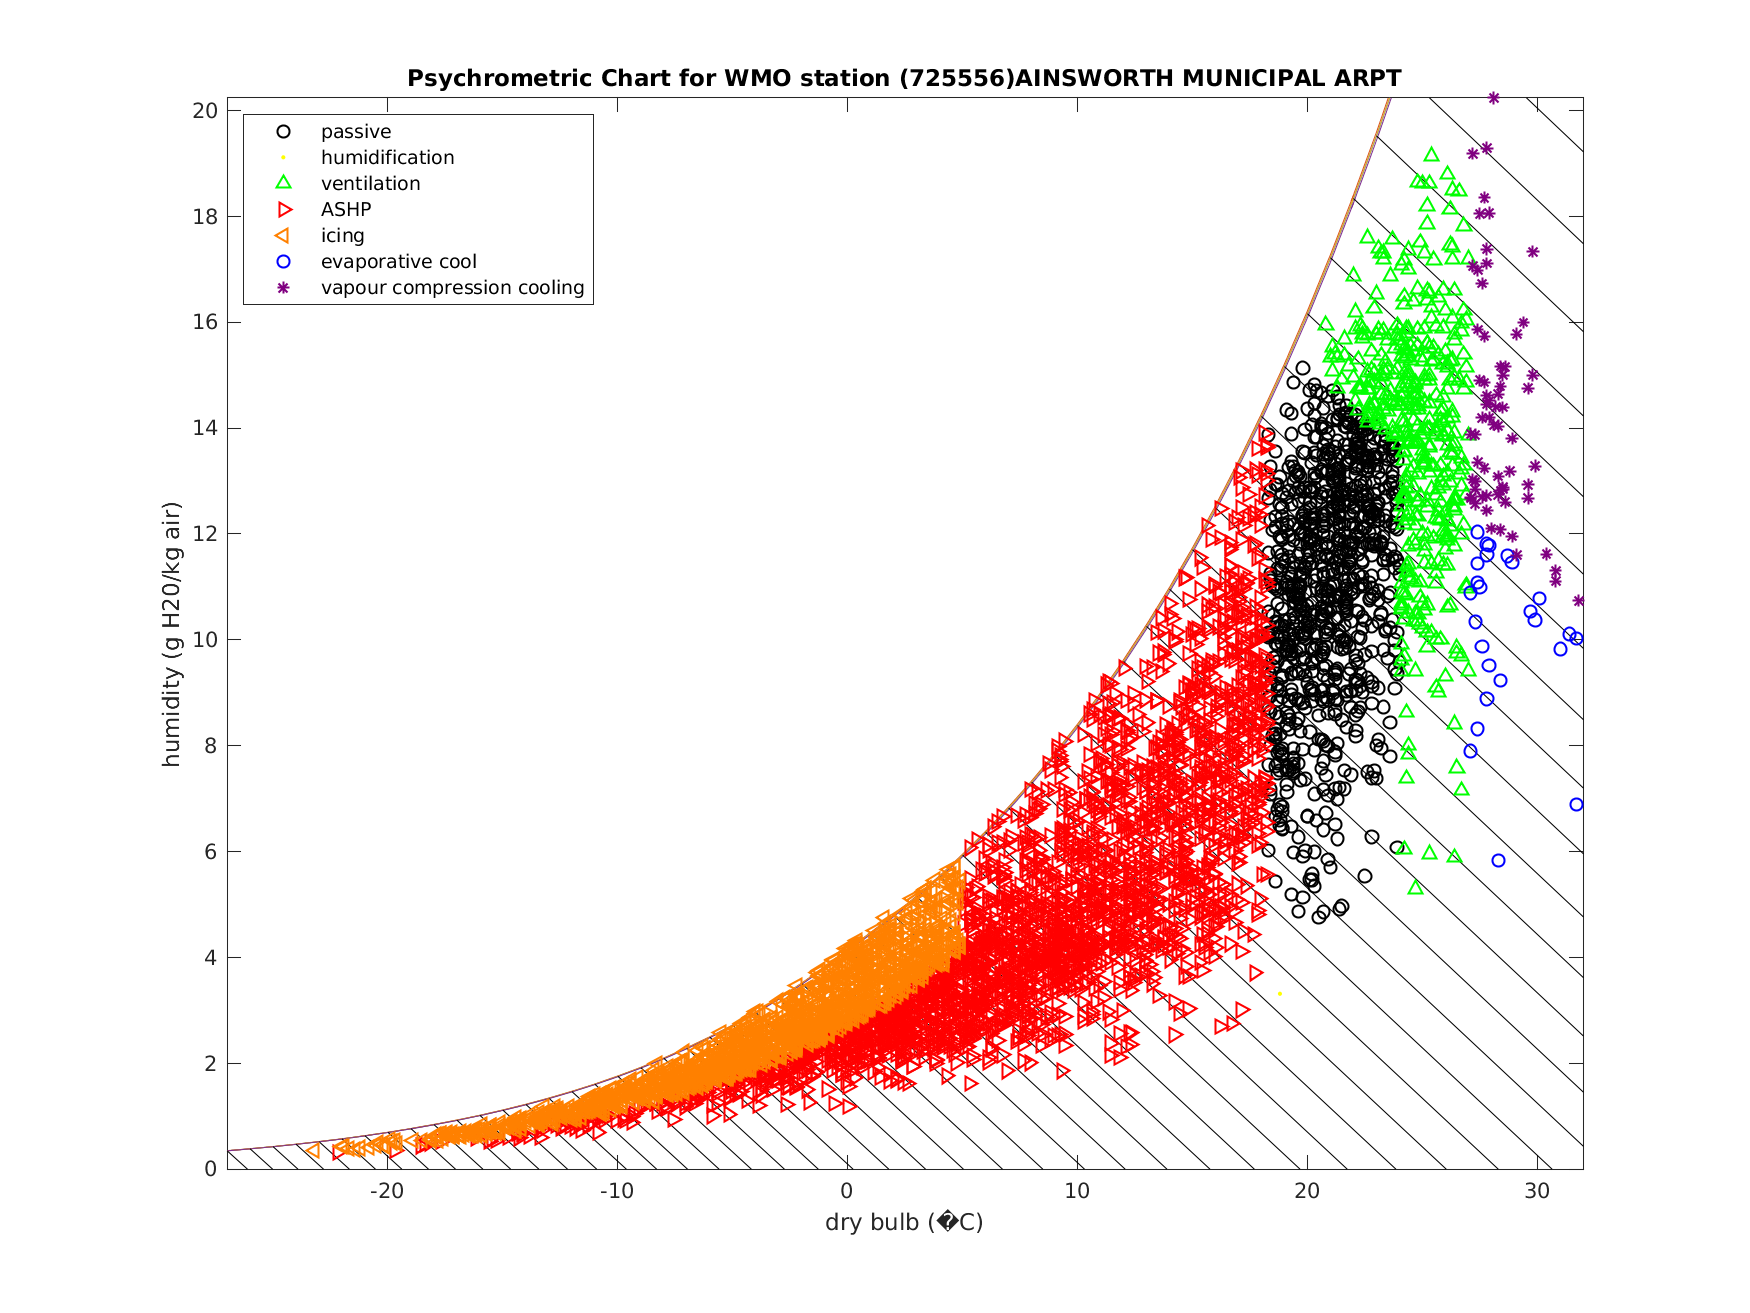 Psychrometric Chart for WMO station (725556)AINSWORTH MUNICIPAL ARPT
passive
humidification
ventilation
ASHP
icing
evaporative cool
vapour compression cooling
humidity (g H20/kg air)
20
18
16
14
12
10
8
6
4
2
0
-20 -10 0 10 20 30
dry bulb (�C)